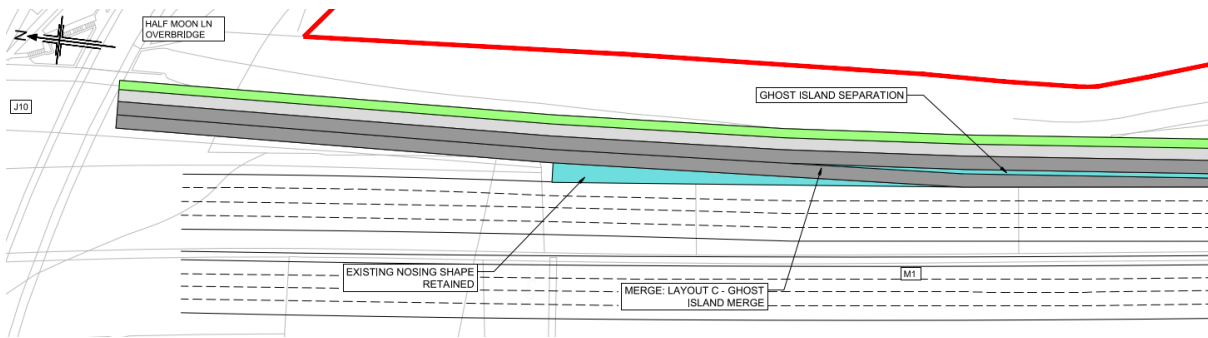 HALF MOON LN
OVERBRIDGE
N
J10
GHOST ISLAND SEPARATION
EXISTING NOSING SHAPE
RETAINED
MERGE: LAYOUT C - GHOST
ISLAND MERGE
M1